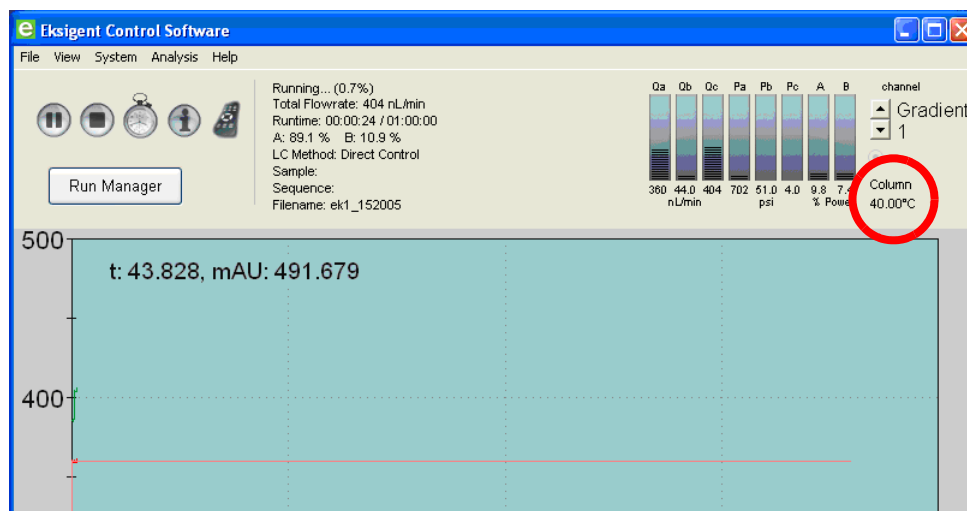 e Eksigent Control Software
File View System Analysis Help
Running... (0.7%)
Total Flowrate: 404 nL/min
Runtime: 00:00:24 / 01:00:00
A: 89.1 % B: 10.9 %
LC Method: Direct Control
Sample:
Sequence:
Filename: ek1_152005
Run Manager
Qa Qb Qc Pa Pb Pc A B
360 44.0 404 702 51.0 4.0 9.8
nL/min psi % Power
channel
Gradient
1
Column
40.00°C
500
t: 43.828, mAU: 491.679
400